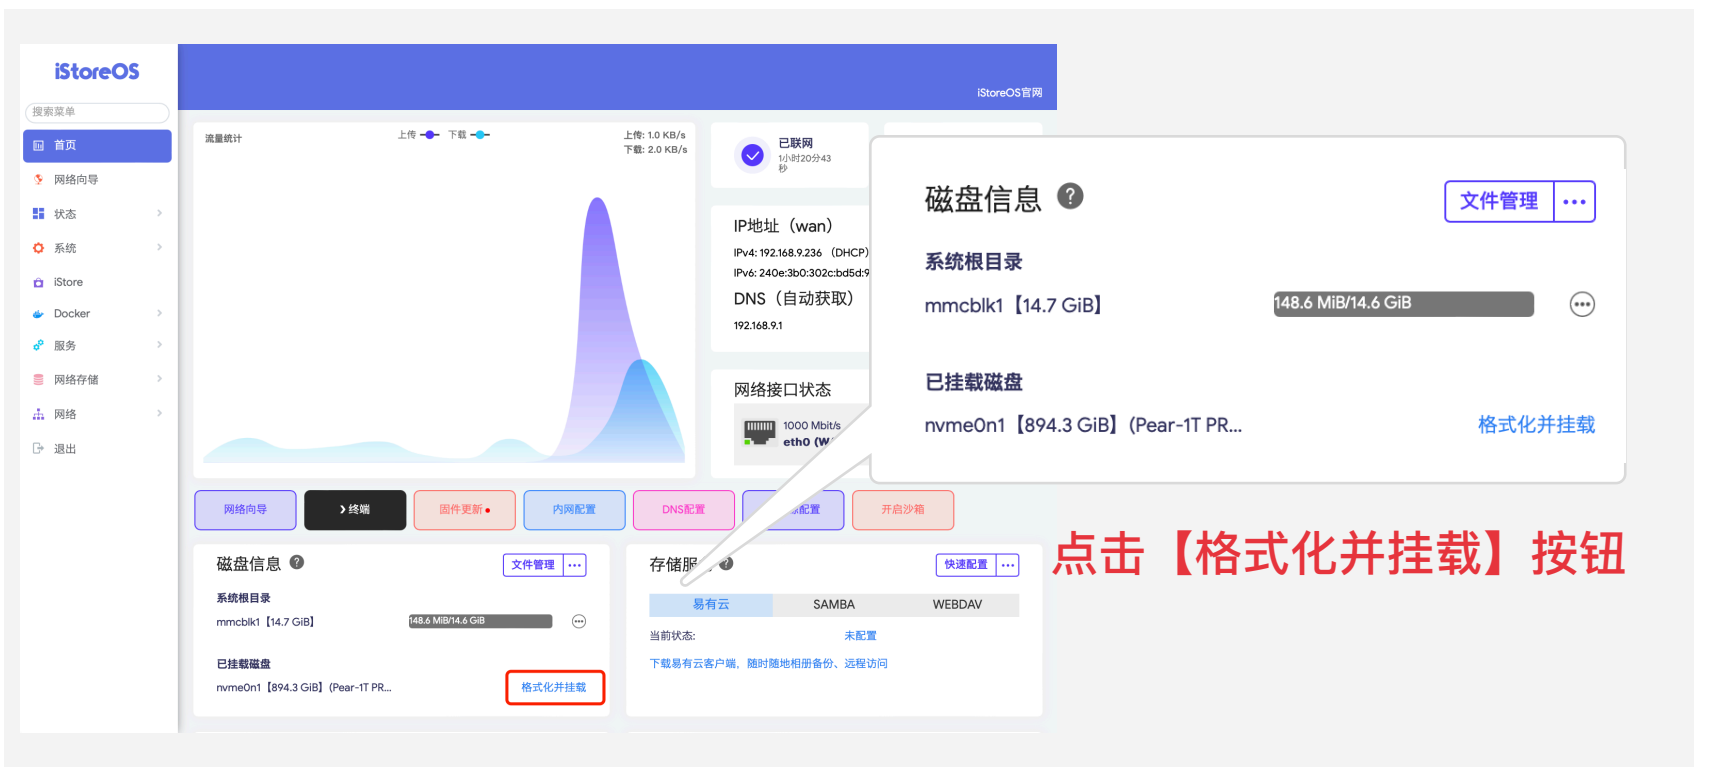 iStoreOS
搜索菜单
首页
网络向导
状态
系统
iStore
Docker
服务
网络存储
网络
退出
iStoreOS官网
流量统计
上传 下载
上传: 1.0 KB/s
下载: 2.0 KB/s
已联网
1小时20分43
秒
IP地址（wan）
IPv4: 192.168.9.236 （DHCP）
IPv6: 240e:3b0:302c:bd5d:9
DNS（自动获取）
192.168.9.1
网络接口状态
1000 Mbit/s
eth0 (W
网络向导
终端
固件更新
内网配置
DNS配置
配置
开启沙箱
磁盘信息
文件管理 ...
系统根目录
mmcblk1【14.7 GiB】 148.6 MiB/14.6 GiB
已挂载磁盘
nvme0n1【894.3 GiB】(Pear-1T PR... 格式化并挂载
存储服
快速配置 ...
易有云 SAMBA WEBDAV
当前状态: 未配置
下载易有云客户端，随时随地相册备份、远程访问
磁盘信息
文件管理 ...
系统根目录
mmcblk1【14.7 GiB】 148.6 MiB/14.6 GiB
已挂载磁盘
nvme0n1【894.3 GiB】(Pear-1T PR... 格式化并挂载
点击【格式化并挂载】按钮